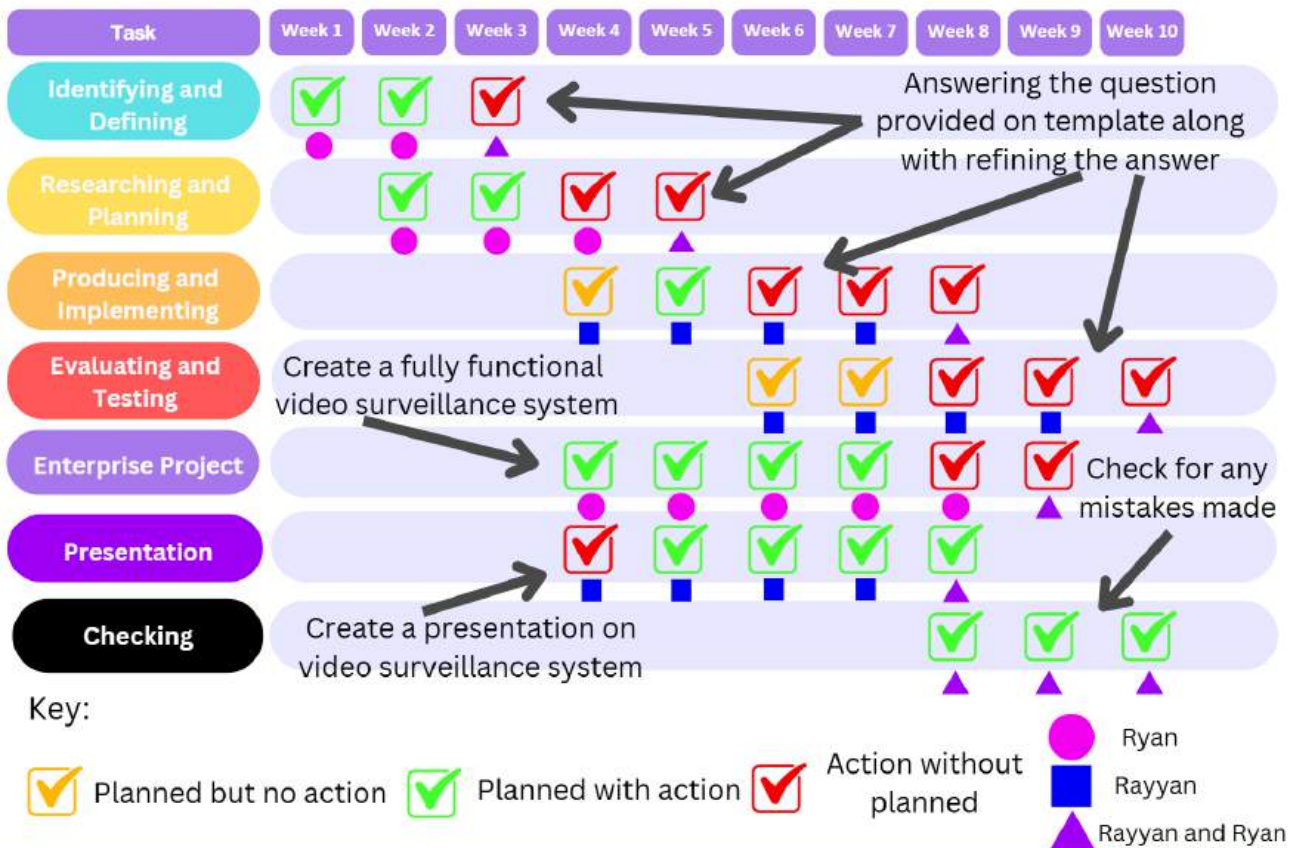 Task Week 1 Week 2 Week 3 Week 4 Week 5 Week 6 Week 7 Week 8 Week 9 Week 10
Identifying and
Defining
Answering the question
provided on template along
with refining the answer
Researching and
Planning
Producing and
Implementing
Evaluating and
Testing
Create a fully functional
video surveillance system
Enterprise Project
Check for any
mistakes made
Presentation
Checking
Create a presentation on
video surveillance system
Key:
Planned but no action
Planned with action
Action without
planned
Ryan
Rayyan
Rayyan and Ryan